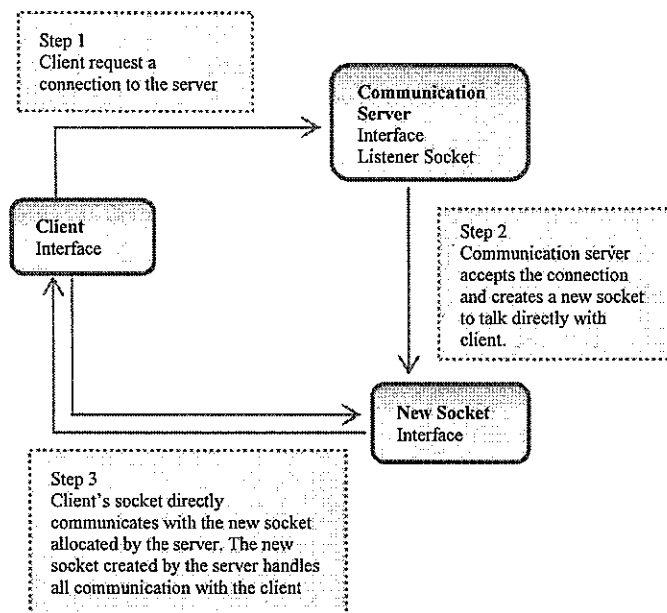 Step 1
Client request a
connection to the server
Communication
Server
Interface
Listener Socket
Client
Interface
Step 2
Communication server
accepts the connection
and creates a new socket
to talk directly with
client.
New Socket
Interface
Step 3
Client's socket directly
communicates with the new socket
allocated by the server. The new
socket created by the server handles
all communication with the client